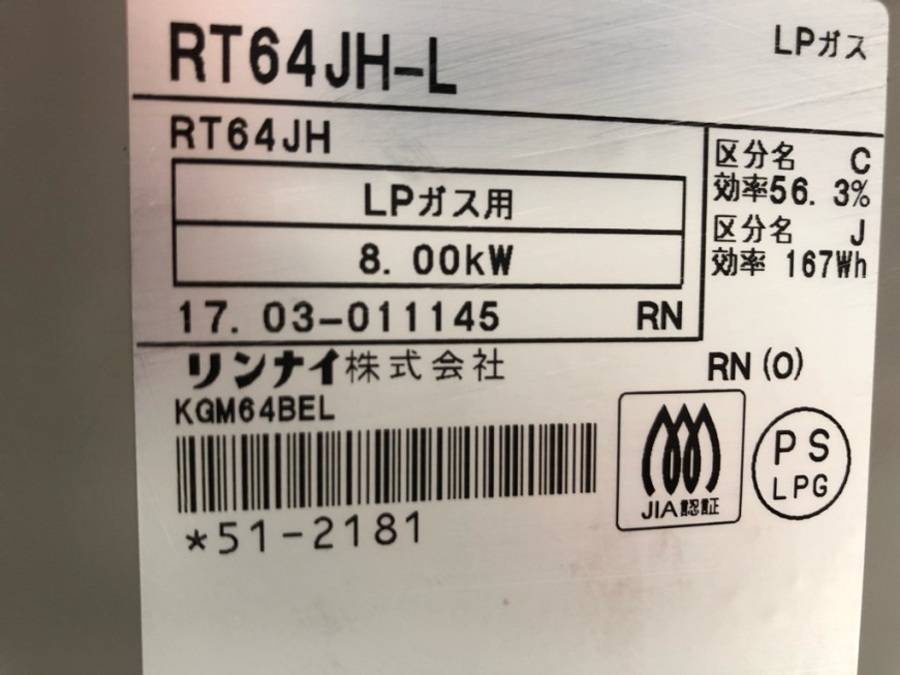 RT64JH-L
LPガス
RT64JH
LPガス用
8.00kW
17.03-011145 RN
区分名 C
効率56.3%
区分名 J
効率 167Wh
リンナイ株式会社
RN(O)
KGM64BEL
*51-2181
JIA認証
PS
LPG